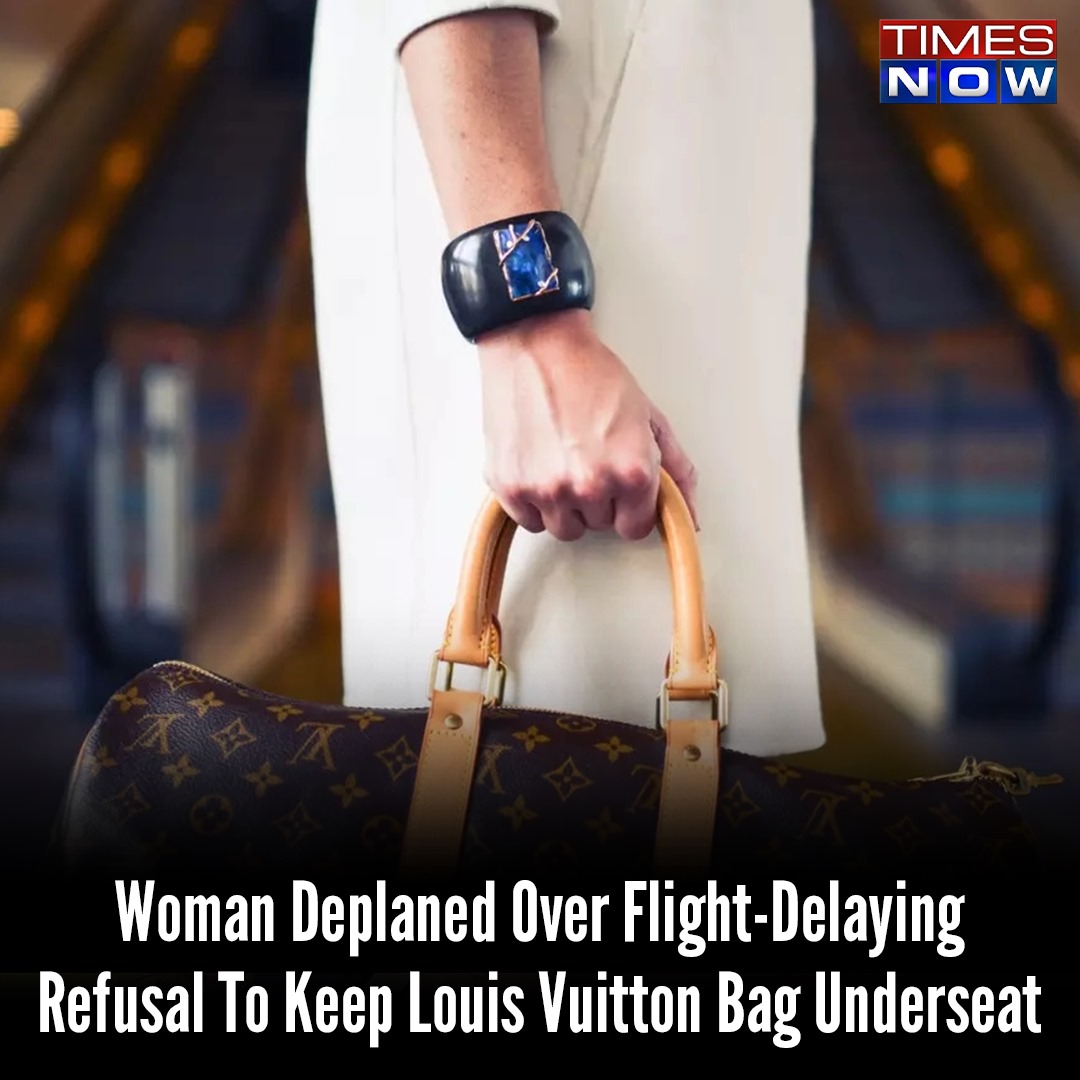 TIMES
NOW
Woman Deplaned Over Flight-Delaying
Refusal To Keep Louis Vuitton Bag Underseat